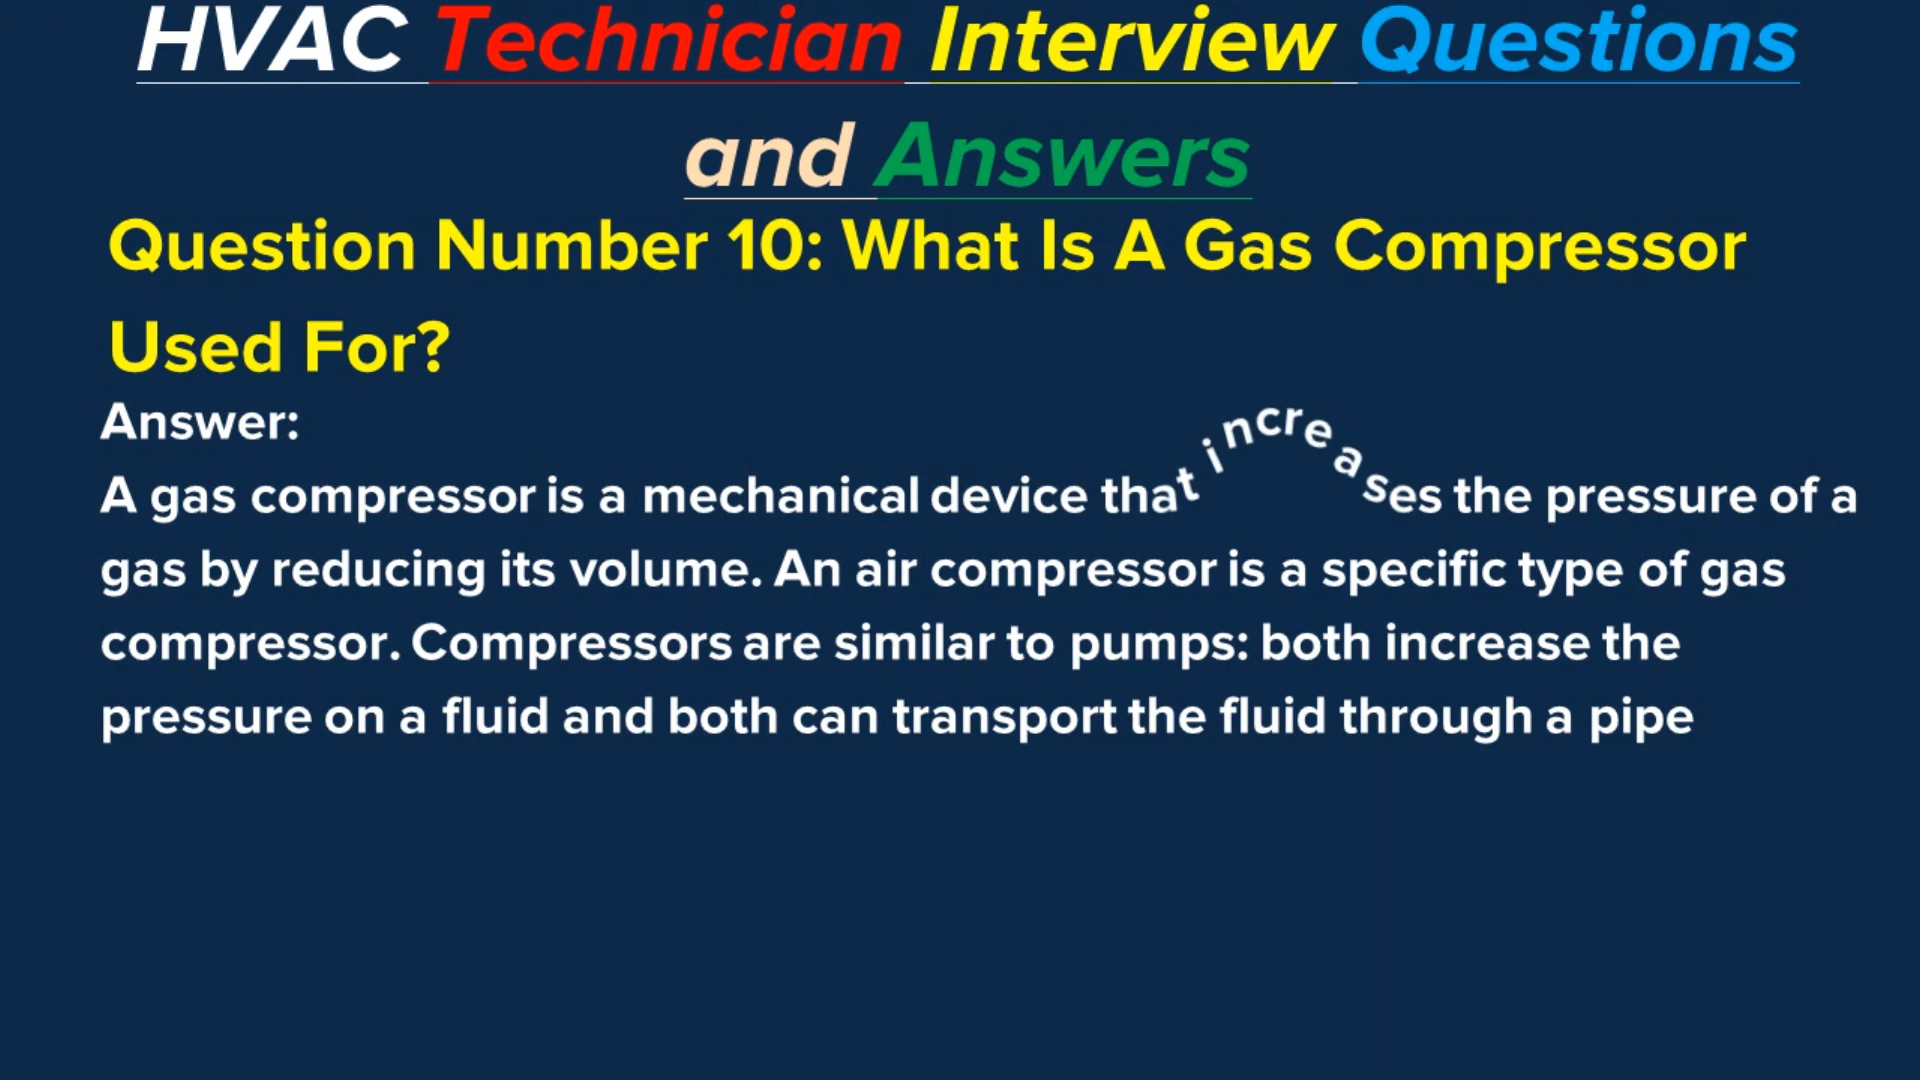 HVAC Technician Interview Questions
and Answers
Question Number 10: What Is A Gas Compressor
Used For?
Answer:
A gas compressor is a mechanical device that increases the pressure of a
gas by reducing its volume. An air compressor is a specific type of gas
compressor. Compressors are similar to pumps: both increase the
pressure on a fluid and both can transport the fluid through a pipe